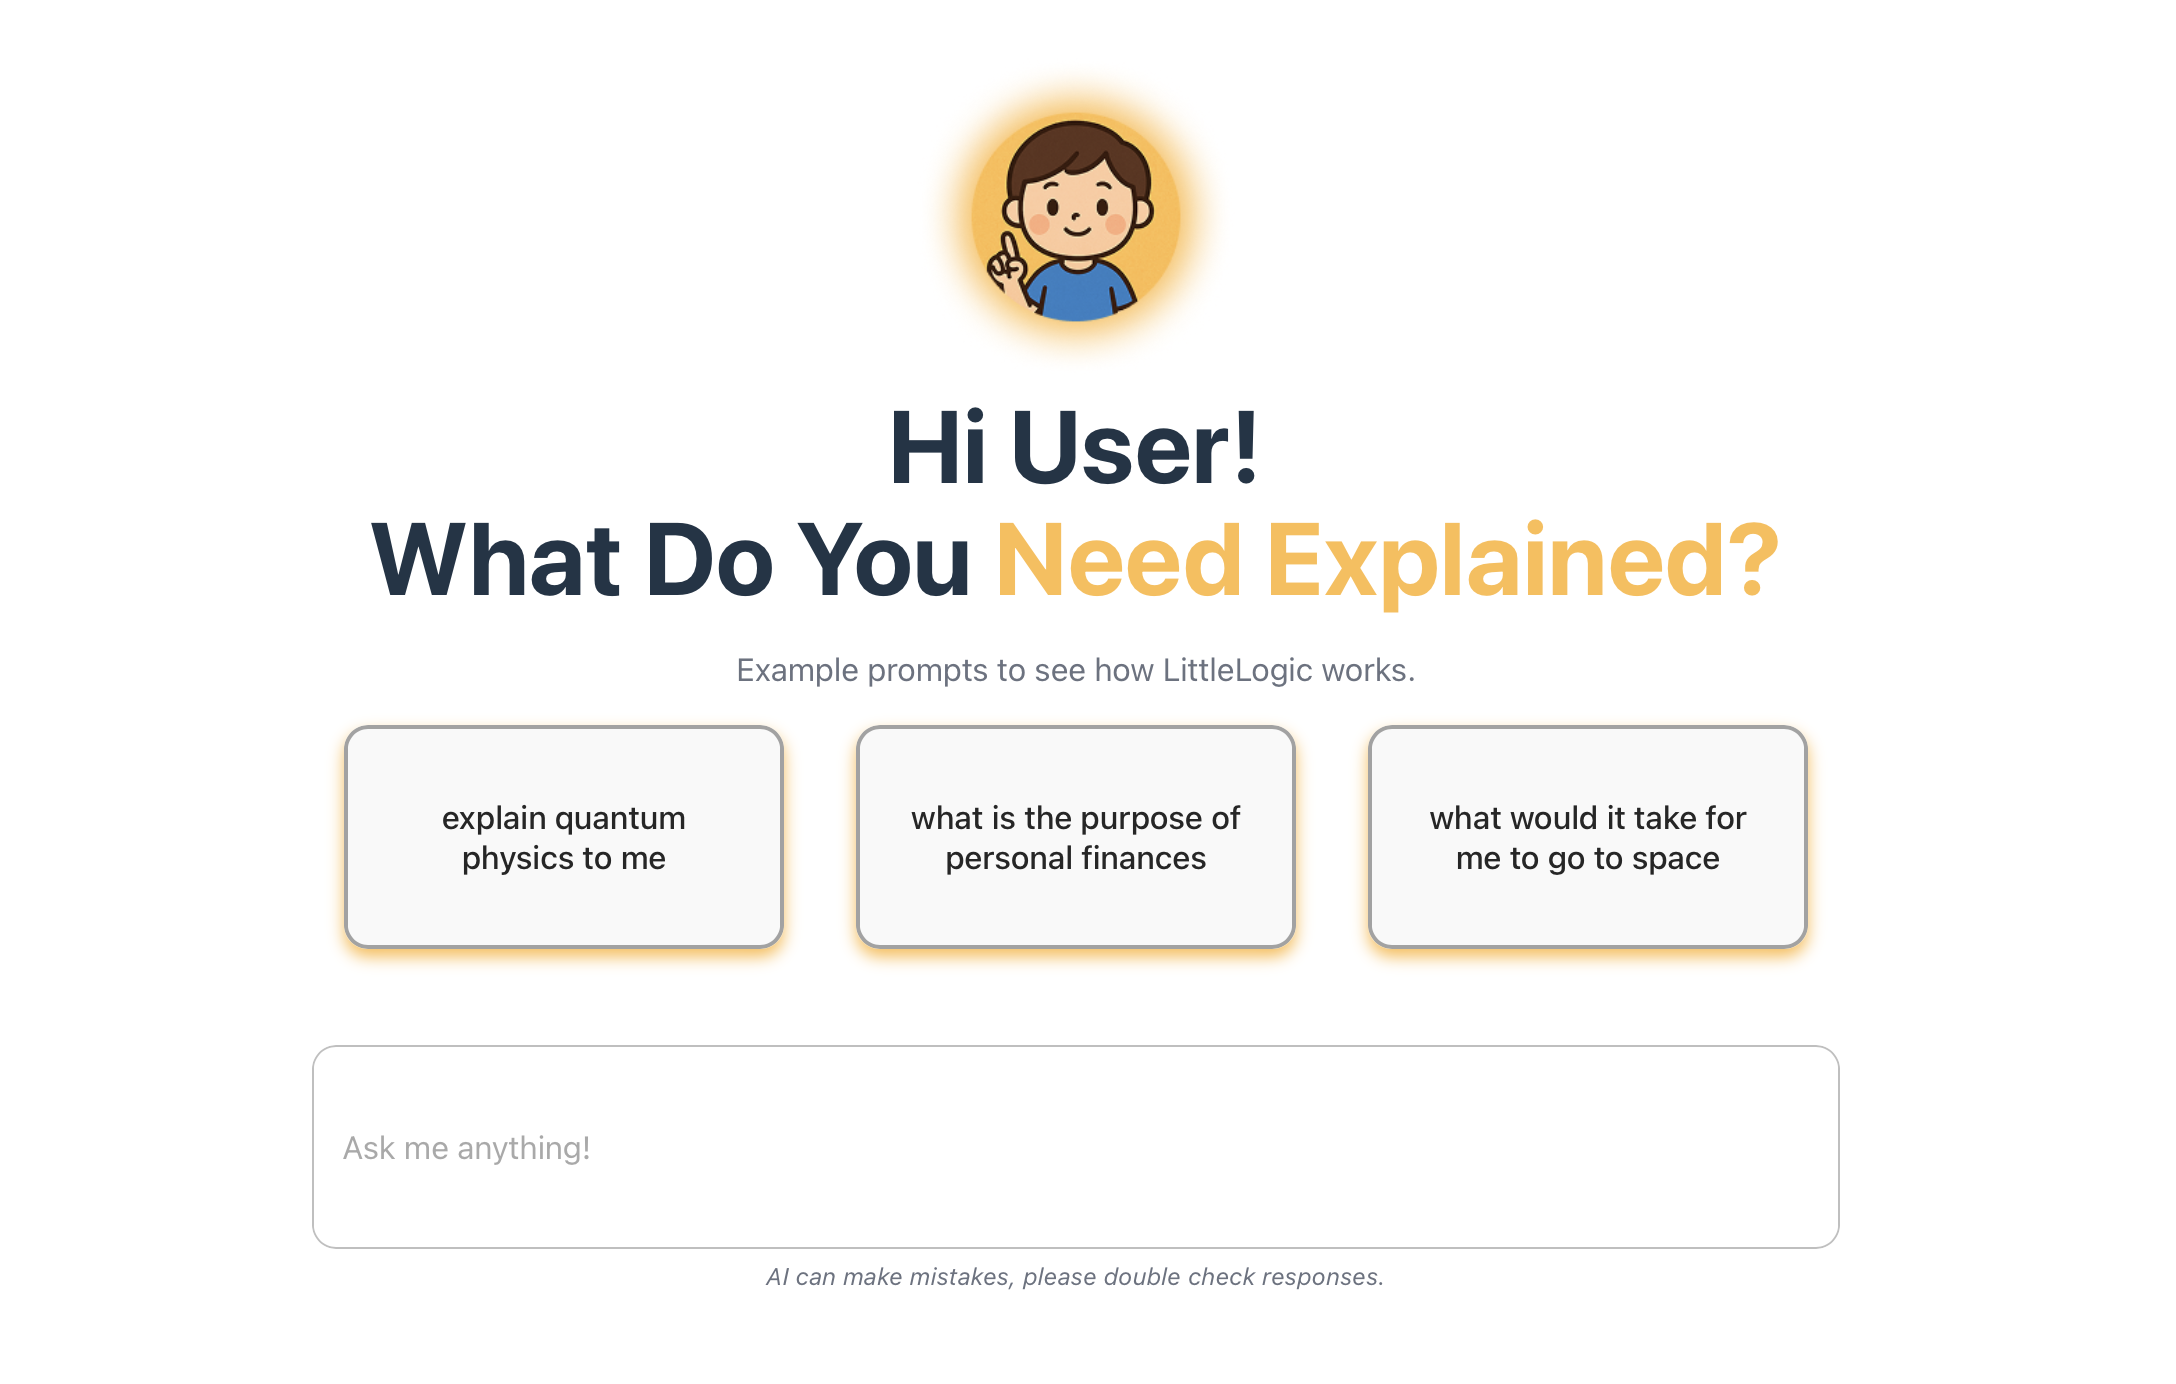 Hi User!
What Do You Need Explained?
Example prompts to see how LittleLogic works.
explain quantum
physics to me
what is the purpose of
personal finances
what would it take for
me to go to space
Ask me anything!
AI can make mistakes, please double check responses.